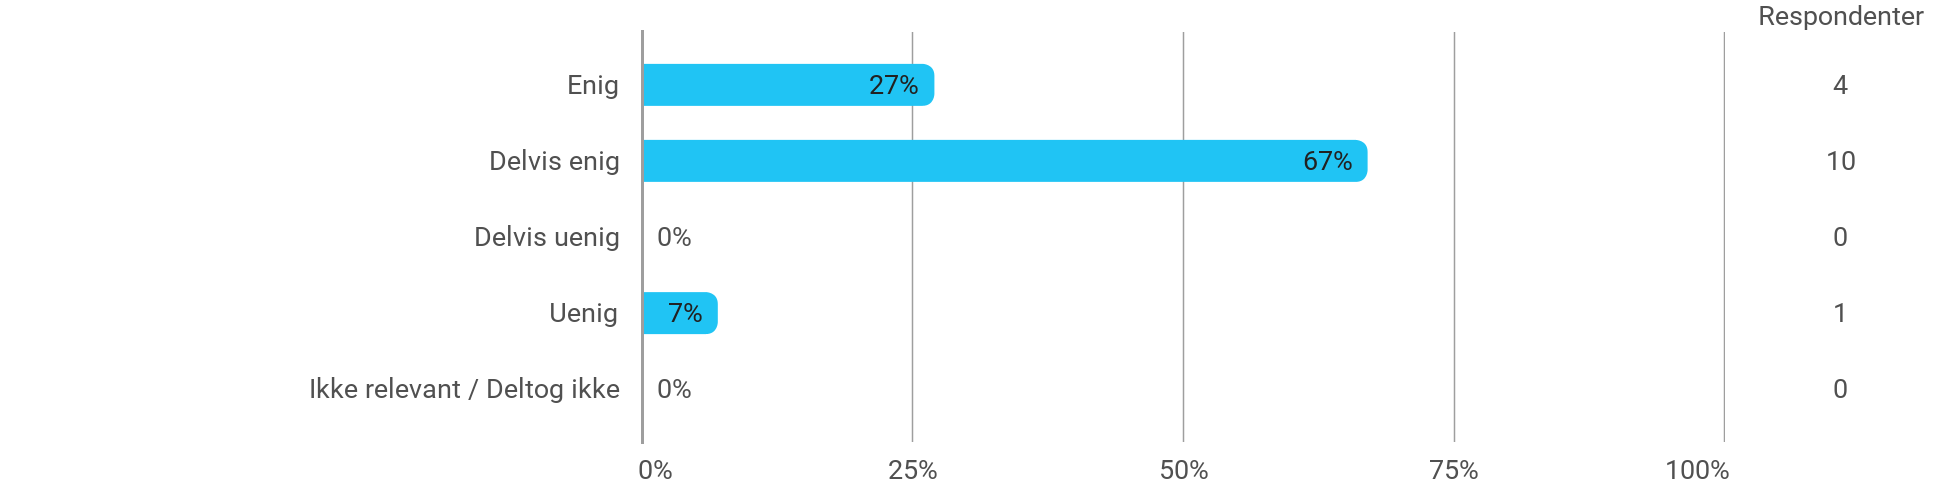 Respondenter
Enig 27% 4
Delvis enig 67% 10
Delvis uenig 0% 0
Uenig 7% 1
Ikke relevant / Deltog ikke 0% 0
0% 25% 50% 75% 100%